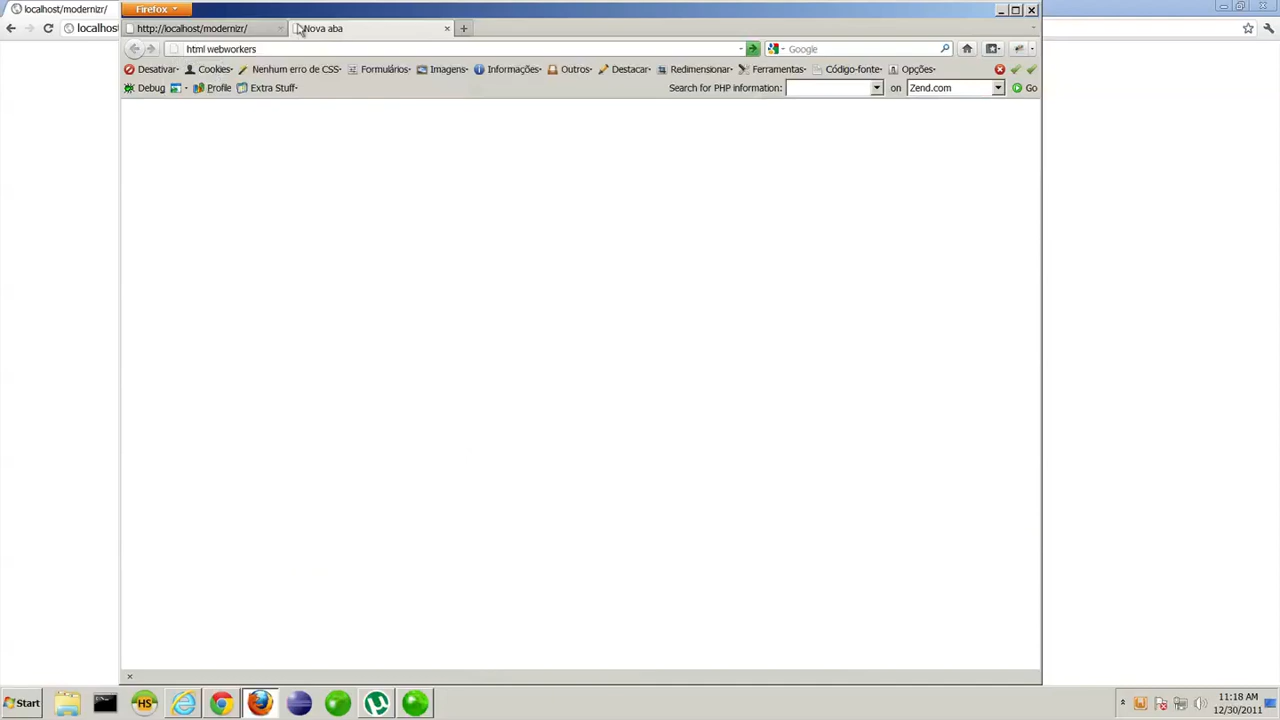 localhost/modernizr/
localhost
Firefox
http://localhost/modernizr/
Nova aba
html webworkers
Google
Desativar
Cookies
Nenhum erro de CSS
Formulários
Imagens
Informações
Outros
Destacar
Redimensionar
Ferramentas
Código-fonte
Opções
Debug
Profile
Extra Stuff
Search for PHP information:
on
Zend.com
Go
Start
HS
11:18 AM
12/30/2011